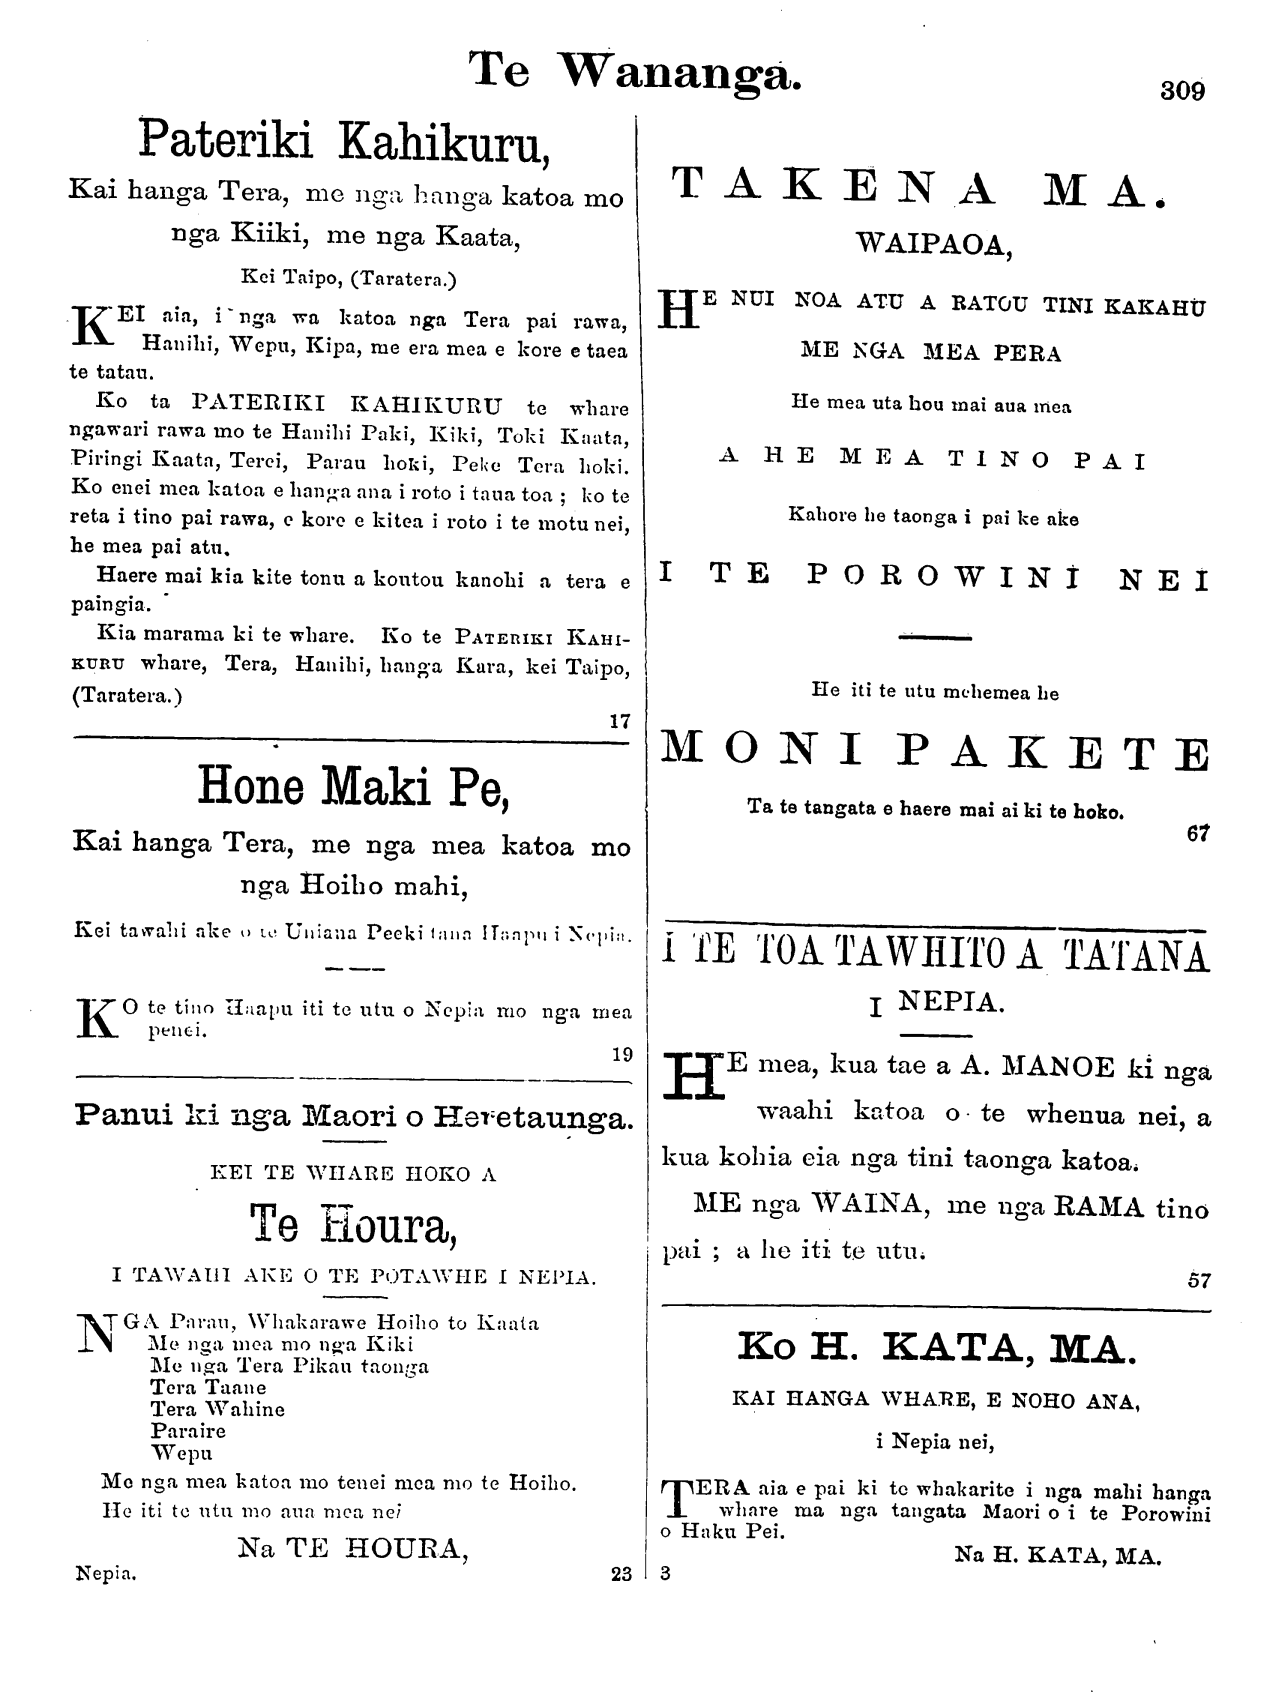 Te Wananga.
309
Pateriki Kahikuru,
Kai hanga Tera, me nga hanga katoa mo
nga Kiiki, me nga Kaata,
Kei Taipo, (Taratera.)
KEI aia, i nga wa katoa nga Tera pai rawa,
Hanihi, Wepu, Kipa, me era mea e kore e taea
te tatau.
Ko ta PATERIKI KAHIKURU te whare
ngawari rawa mo te Hanihi Paki, Kiki, Toki Kaata,
Piringi Kaata, Terei, Parau hoki, Peke Tera hoki.
Ko enei mea katoa e hanga ana i roto i taua toa ; ko te
reta i tino pai rawa, e kore e kitea i roto i te motu nei,
he mea pai atu.
Haere mai kia kite tonu a koutou kanohi a tera e
paingia.
Kia marama ki te whare. Ko te PATERIKI KAHI-
KURU whare, Tera, Hanihi, hanga Kura, kei Taipo,
(Taratera.)
17
Hone Maki Pe,
Kai hanga Tera, me nga mea katoa mo
nga Hoiho mahi,
Kei tawahi ake o te Uniana Peeki tana Haapu i Nepia.
KO te tino Haapu iti te utu o Nepia mo nga mea
penei.
19
Panui ki nga Maori o Heretaunga.
KEI TE WHARE HOKO A
Te Houra,
I TAWAHI AKE O TE POTAWHE I NEPIA.
NGA Parau, Whakarawe Hoiho to Kaata
Me nga mea mo nga Kiki
Me nga Tera Pikau taonga
Tera Taane
Tera Wahine
Paraire
Wepu
Me nga mea katoa mo tenei mea mo te Hoiho.
He iti te utu mo aua mea nei
Na TE HOURA,
Nepia.
23
TAKENA MA.
WAIPAOA,
HE NUI NOA ATU A RATOU TINI KAKAHU
ME NGA MEA PERA
He mea uta hou mai aua mea
A HE MEA TINO PAI
Kahore he taonga i pai ke ake
I TE POROWINI NEI
He iti te utu mehemea he
MONI PAKETE
Ta te tangata e haere mai ai ki te hoko.
67
I TE TOA TAWHITO A TATANA
I NEPIA.
HE mea, kua tae a A. MANOE ki nga
waahi katoa o te whenua nei, a
kua kohia eia nga tini taonga katoa.
ME nga WAINA, me nga RAMA tino
pai ; a he iti te utu.
57
Ko H. KATA, MA.
KAI HANGA WHARE, E NOHO ANA,
i Nepia nei,
TERA aia e pai ki te whakarite i nga mahi hanga
whare ma nga tangata Maori o i te Porowini
o Haku Pei.
Na H. KATA, MA.
3